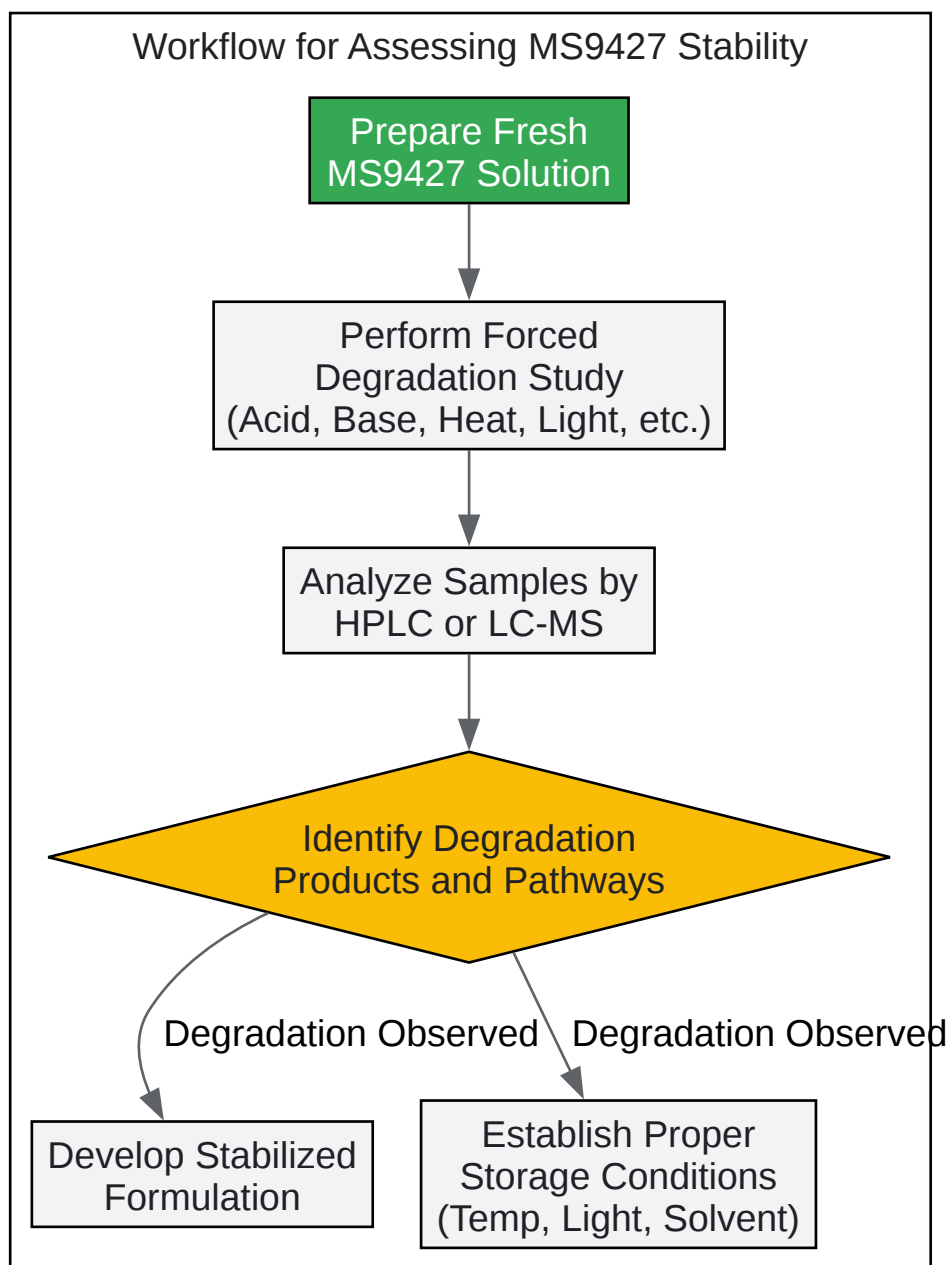 Workflow for Assessing MS9427 Stability
Prepare Fresh
MS9427 Solution
Perform Forced
Degradation Study
(Acid, Base, Heat, Light, etc.)
Analyze Samples by
HPLC or LC-MS
Identify Degradation
Products and Pathways
Degradation Observed
Degradation Observed
Develop Stabilized
Formulation
Establish Proper
Storage Conditions
(Temp, Light, Solvent)